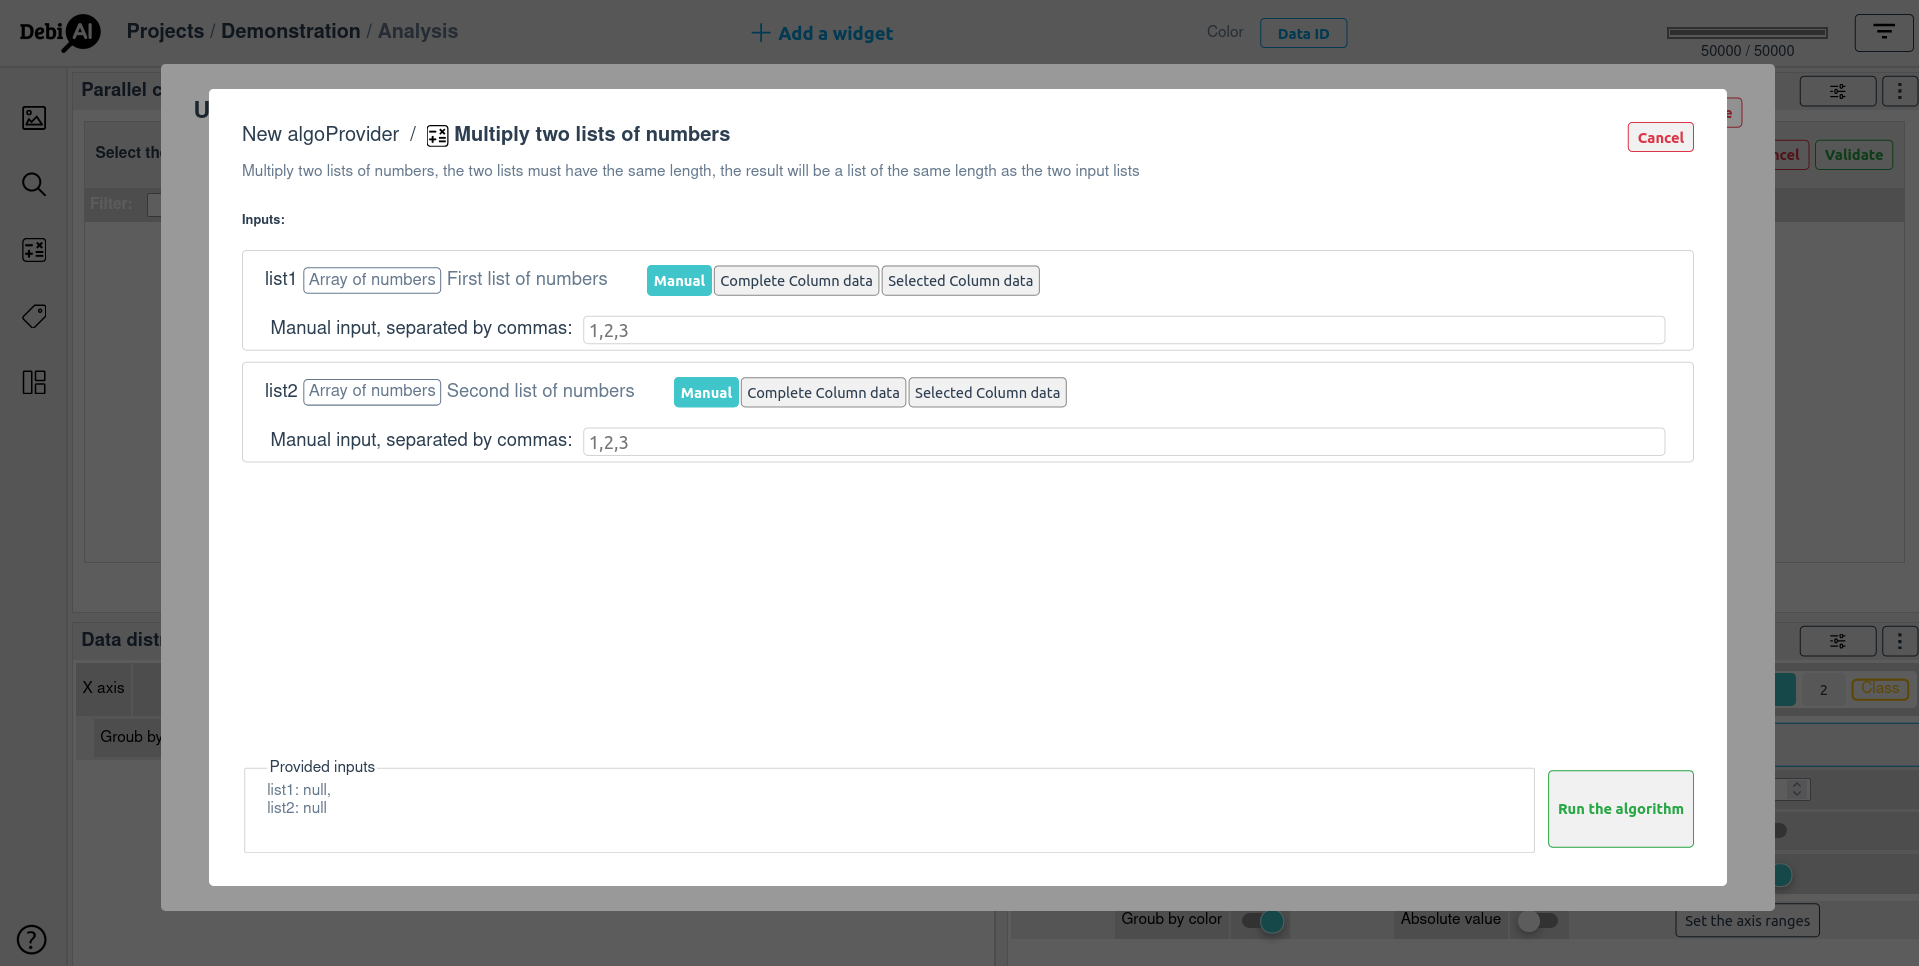 DebiAI
Projects / Demonstration / Analysis
Add a widget
Color
Data ID
50000 / 50000
Parallel c
U
e
New algoProvider / Multiply two lists of numbers
Cancel
Multiply two lists of numbers, the two lists must have the same length, the result will be a list of the same length as the two input lists
Select the
ncel
Validate
Filter:
Inputs:
list1 Array of numbers First list of numbers
Manual
Complete Column data
Selected Column data
Manual input, separated by commas: 1,2,3
list2 Array of numbers Second list of numbers
Manual
Complete Column data
Selected Column data
Manual input, separated by commas: 1,2,3
Data dist
X axis
2
Class
Groub by
Provided inputs
list1: null,
list2: null
Run the algorithm
Groub by color
Absolute value
Set the axis ranges
?